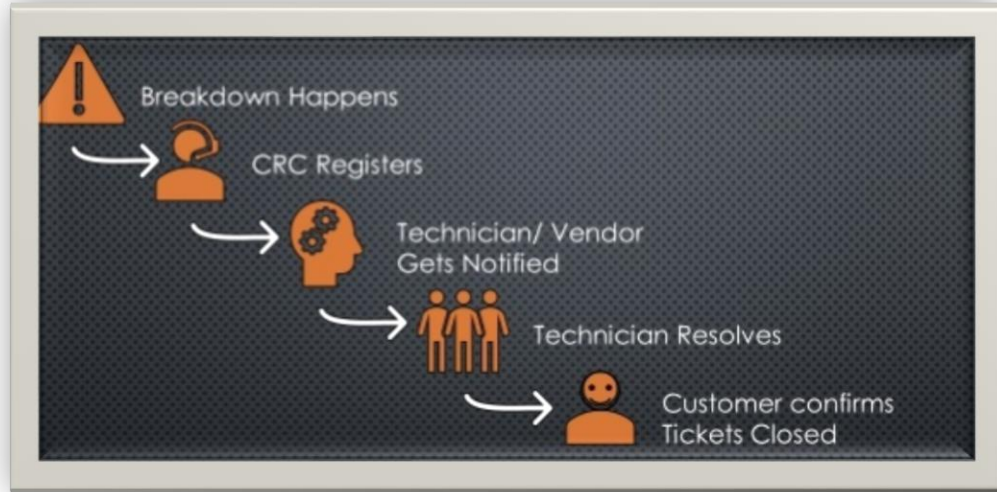 Breakdown Happens
CRC Registers
Technician/ Vendor
Gets Notified
Technician Resolves
Customer confirms
Tickets Closed